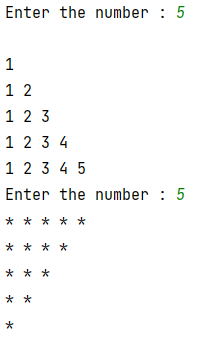 Enter the number : 5
1
1 2
1 2 3
1 2 3 4
1 2 3 4 5
Enter the number : 5
* * * * *
* * * *
* * *
* *
*